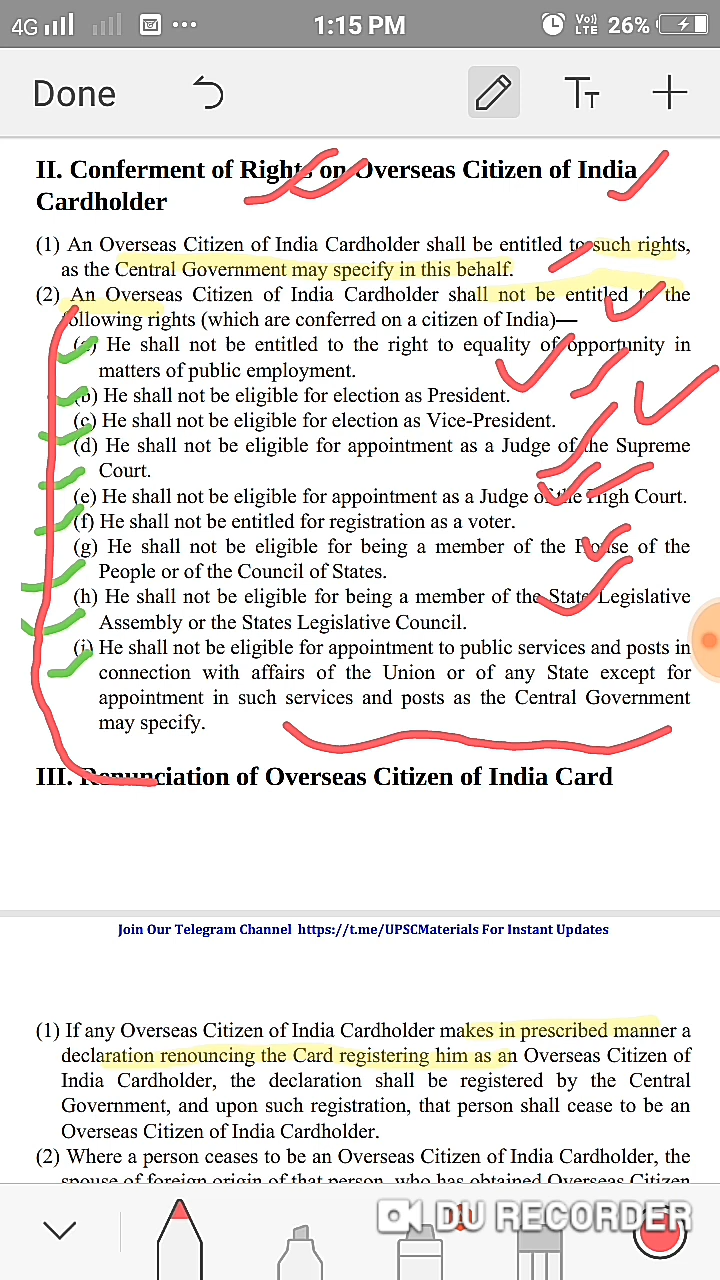 4G 1:15 PM Vo)) LTE 26%
Done TT
II. Conferment of Rights on Overseas Citizen of India
Cardholder
(1) An Overseas Citizen of India Cardholder shall be entitled to such rights,
as the Central Government may specify in this behalf.
(2) An Overseas Citizen of India Cardholder shall not be entitled to the
following rights (which are conferred on a citizen of India)—
(a) He shall not be entitled to the right to equality of opportunity in
matters of public employment.
(b) He shall not be eligible for election as President.
(c) He shall not be eligible for election as Vice-President.
(d) He shall not be eligible for appointment as a Judge of the Supreme
Court.
(e) He shall not be eligible for appointment as a Judge of the High Court.
(f) He shall not be entitled for registration as a voter.
(g) He shall not be eligible for being a member of the House of the
People or of the Council of States.
(h) He shall not be eligible for being a member of the State Legislative
Assembly or the States Legislative Council.
(i) He shall not be eligible for appointment to public services and posts in
connection with affairs of the Union or of any State except for
appointment in such services and posts as the Central Government
may specify.
III. Renunciation of Overseas Citizen of India Card
Join Our Telegram Channel https://t.me/UPSCMaterials For Instant Updates
(1) If any Overseas Citizen of India Cardholder makes in prescribed manner a
declaration renouncing the Card registering him as an Overseas Citizen of
India Cardholder, the declaration shall be registered by the Central
Government, and upon such registration, that person shall cease to be an
Overseas Citizen of India Cardholder.
(2) Where a person ceases to be an Overseas Citizen of India Cardholder, the
spouse of foreign origin of that person, who has obtained Overseas Citizen
DU RECORDER